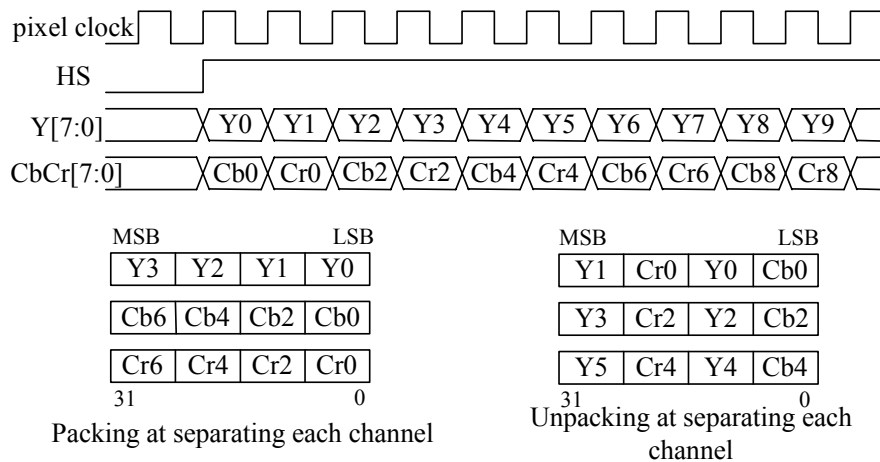 pixel clock
HS
Y[7:0] Y0 Y1 Y2 Y3 Y4 Y5 Y6 Y7 Y8 Y9
CbCr[7:0] Cb0 Cr0 Cb2 Cr2 Cb4 Cr4 Cb6 Cr6 Cb8 Cr8
MSB LSB
Y3 Y2 Y1 Y0
Cb6 Cb4 Cb2 Cb0
Cr6 Cr4 Cr2 Cr0
31 0
Packing at separating each channel
MSB LSB
Y1 Cr0 Y0 Cb0
Y3 Cr2 Y2 Cb2
Y5 Cr4 Y4 Cb4
31 0
Unpacking at separating each
channel